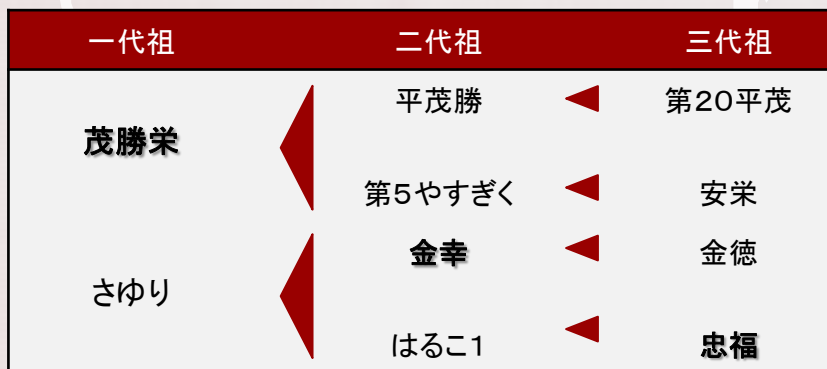 一代祖 二代祖 三代祖
平茂勝 第20平茂
茂勝栄
第5やすぎく 安栄
金幸 金徳
さゆり
はるこ1 忠福